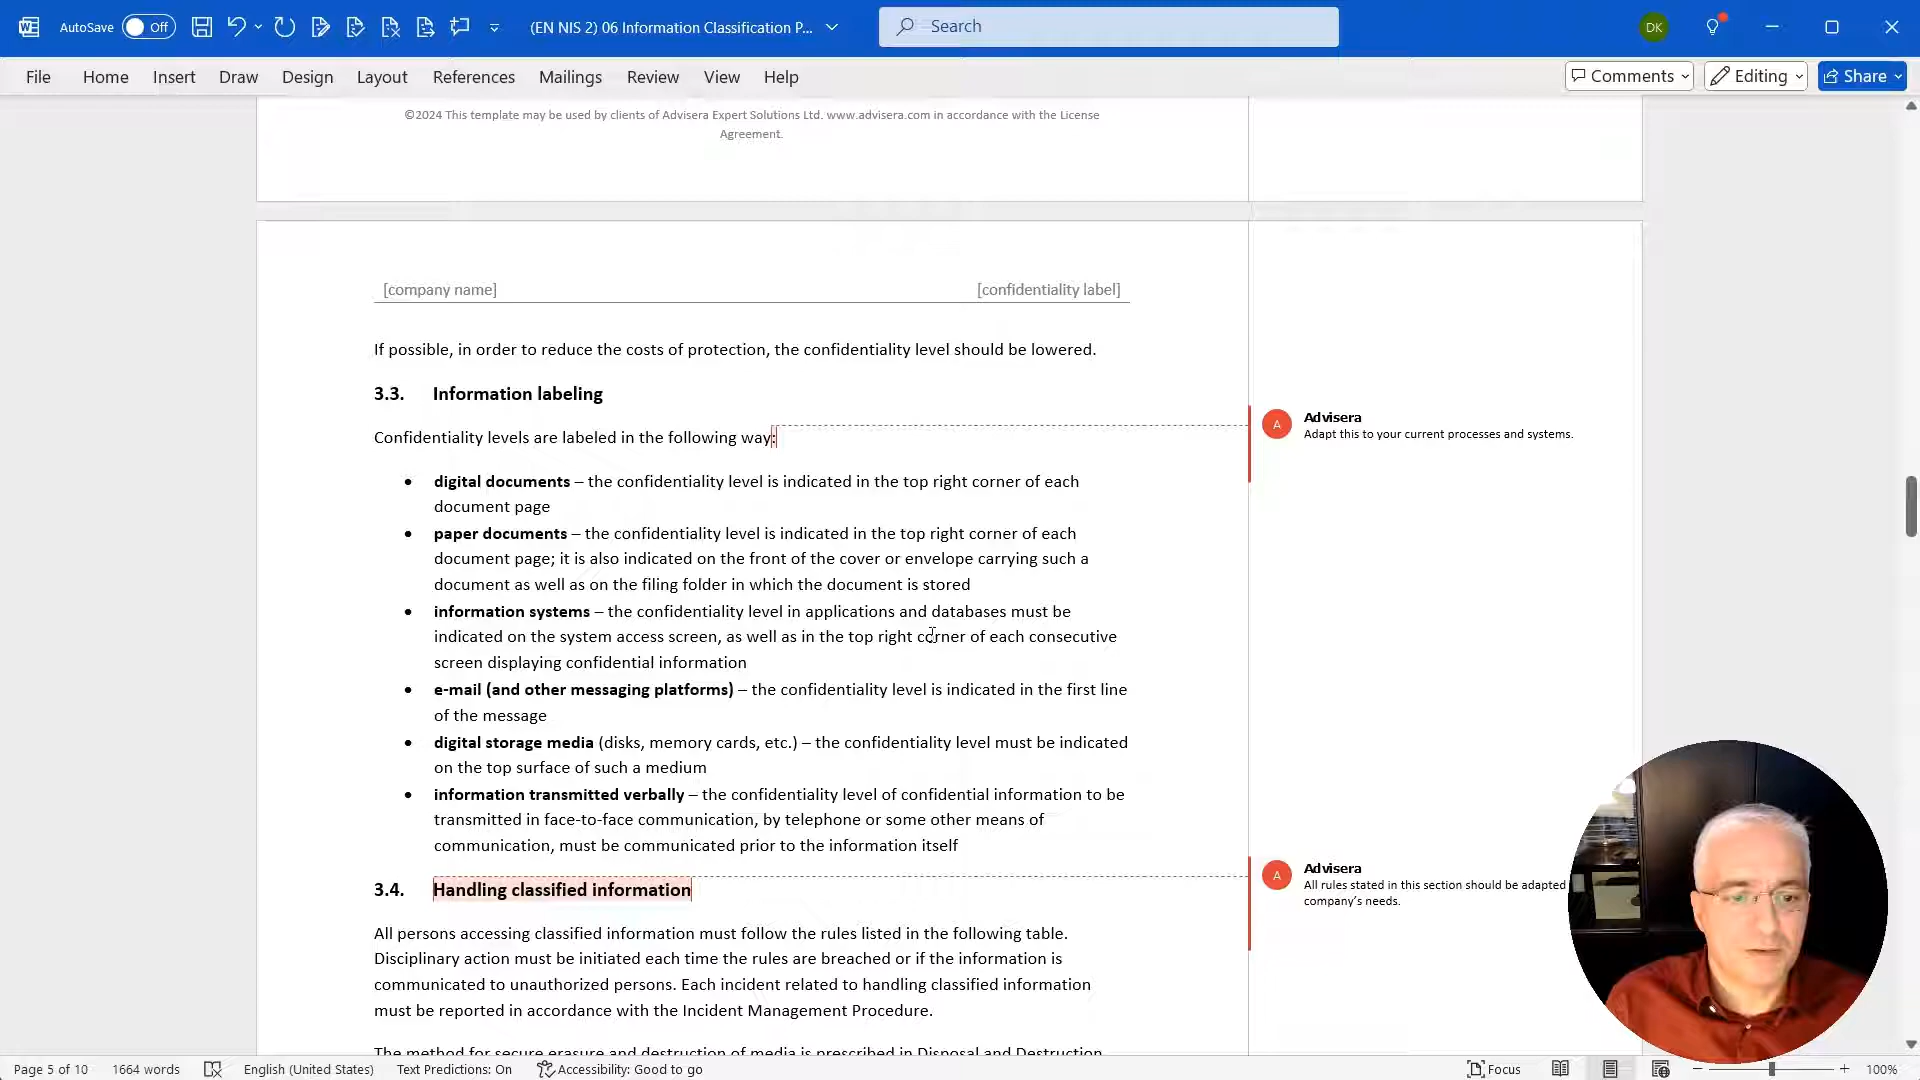 AutoSave Off (EN NIS 2) 06 Information Classification P... Search DK
File Home Insert Draw Design Layout References Mailings Review View Help Comments Editing Share
©2024 This template may be used by clients of Advisera Expert Solutions Ltd. www.advisera.com in accordance with the License
Agreement.
[company name] [confidentiality label]
If possible, in order to reduce the costs of protection, the confidentiality level should be lowered.
3.3. Information labeling
Confidentiality levels are labeled in the following way:
A Advisera
Adapt this to your current processes and systems.
• digital documents – the confidentiality level is indicated in the top right corner of each
document page
• paper documents – the confidentiality level is indicated in the top right corner of each
document page; it is also indicated on the front of the cover or envelope carrying such a
document as well as on the filing folder in which the document is stored
• information systems – the confidentiality level in applications and databases must be
indicated on the system access screen, as well as in the top right corner of each consecutive
screen displaying confidential information
• e-mail (and other messaging platforms) – the confidentiality level is indicated in the first line
of the message
• digital storage media (disks, memory cards, etc.) – the confidentiality level must be indicated
on the top surface of such a medium
• information transmitted verbally – the confidentiality level of confidential information to be
transmitted in face-to-face communication, by telephone or some other means of
communication, must be communicated prior to the information itself
3.4. Handling classified information
A Advisera
All rules stated in this section should be adapted
company's needs.
All persons accessing classified information must follow the rules listed in the following table.
Disciplinary action must be initiated each time the rules are breached or if the information is
communicated to unauthorized persons. Each incident related to handling classified information
must be reported in accordance with the Incident Management Procedure.
The method for secure erasure and destruction of media is prescribed in Disposal and Destruction
Page 5 of 10 1664 words English (United States) Text Predictions: On Accessibility: Good to go Focus 100%